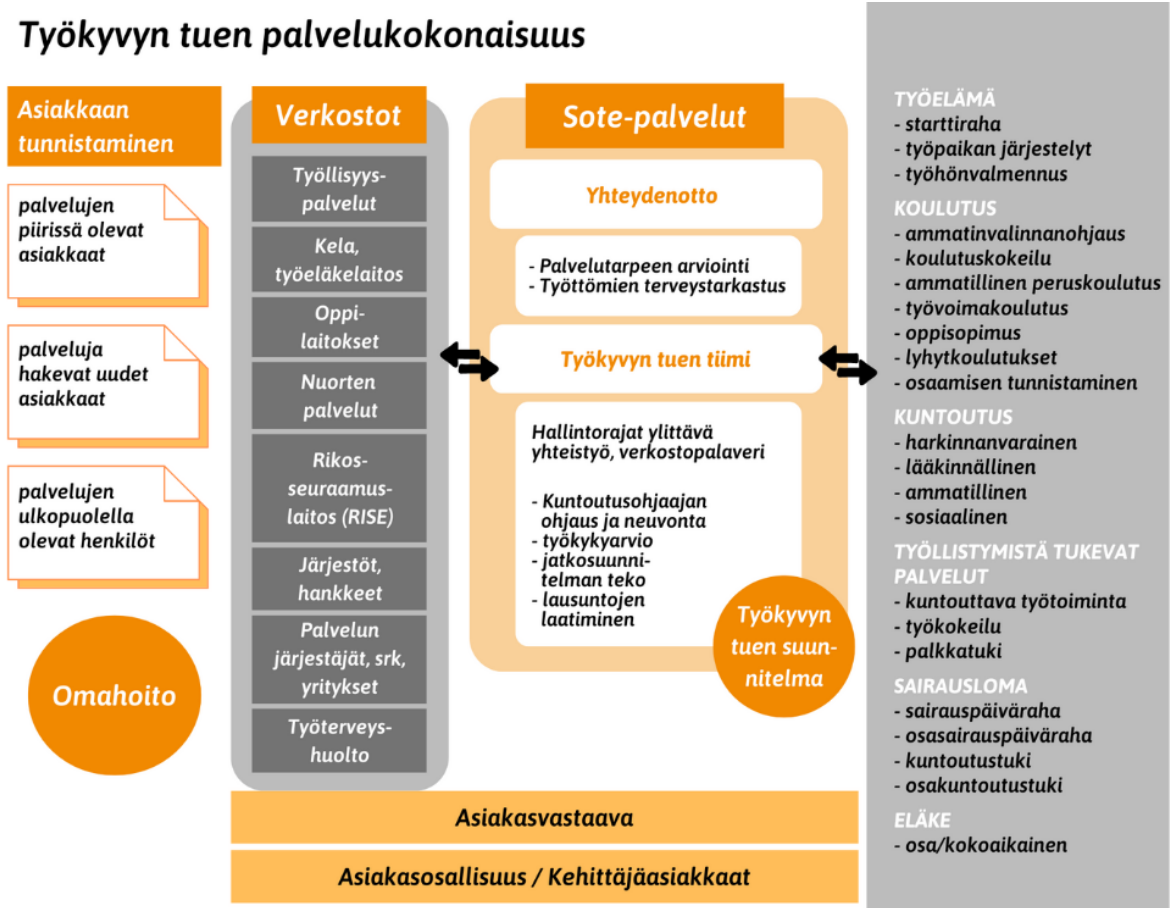 Työkyvyn tuen palvelukokonaisuus
Asiakkaan
tunnistaminen
palvelujen
piirissä olevat
asiakkaat
palveluja
hakevat uudet
asiakkaat
palvelujen
ulkopuolella
olevat henkilöt
Omahoito
Verkostot
Työllisyys-
palvelut
Kela,
työeläkelaitos
Oppi-
laitokset
Nuorten
palvelut
Rikos-
seuraamus-
laitos (RISE)
Järjestöt,
hankkeet
Palvelun
järjestäjät, srk,
yritykset
Työterveys-
huolto
Sote-palvelut
Yhteydenotto
- Palvelutarpeen arviointi
- Työttömien terveystarkastus
Työkyvyn tuen tiimi
Hallintorajat ylittävä
yhteistyö, verkostopalaveri
- Kuntoutusohjaajan
ohjaus ja neuvonta
- työkykyarvio
- jatkosuunni-
telman teko
- lausuntojen
laatiminen
Työkyvyn
tuen suun-
nitelma
Asiakasvastaava
Asiakasosallisuus / Kehittäjäasiakkaat
TYÖELÄMÄ
- starttiraha
- työpaikan järjestelyt
- työhönvalmennus
KOULUTUS
- ammatinvalinnanohjaus
- koulutuskokeilu
- ammatillinen peruskoulutus
- työvoimakoulutus
- oppisopimus
- lyhytkoulutukset
- osaamisen tunnistaminen
KUNTOUTUS
- harkinnanvarainen
- lääkinnällinen
- ammatillinen
- sosiaalinen
TYÖLLISTYMISTÄ TUKEVAT
PALVELUT
- kuntouttava työtoiminta
- työkokeilu
- palkkatuki
SAIRAUSLOMA
- sairauspäiväraha
- osasairauspäiväraha
- kuntoutustuki
- osakuntoutustuki
ELÄKE
- osa/kokoaikainen